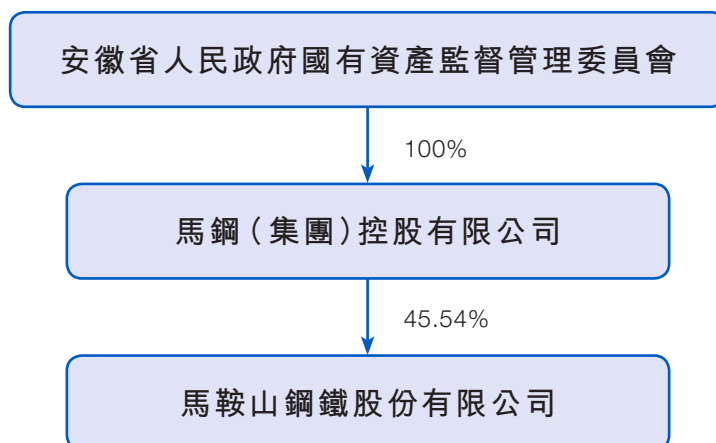 安徽省人民政府國有資產監督管理委員會
100%
馬鋼（集團）控股有限公司
45.54%
馬鞍山鋼鐵股份有限公司